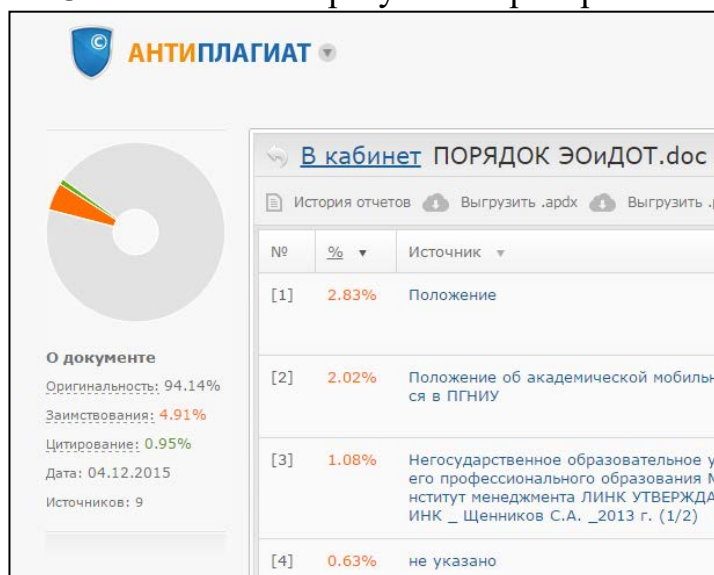 АНТИПЛАГИАТ
В кабинет ПОРЯДОК ЭОиДОТ.doc
История отчетов Выгрузить .apdx Выгрузить
№ % Источник
[1] 2.83% Положение
[2] 2.02% Положение об академической мобильн
ся в ПГНИУ
[3] 1.08% Негосударственное образовательное у
его профессионального образования М
нститут менеджмента ЛИНК УТВЕРЖДА
ИНК _ Щенников С.А. _2013 г. (1/2)
[4] 0.63% не указано
О документе
Оригинальность: 94.14%
Заимствования: 4.91%
Цитирование: 0.95%
Дата: 04.12.2015
Источников: 9